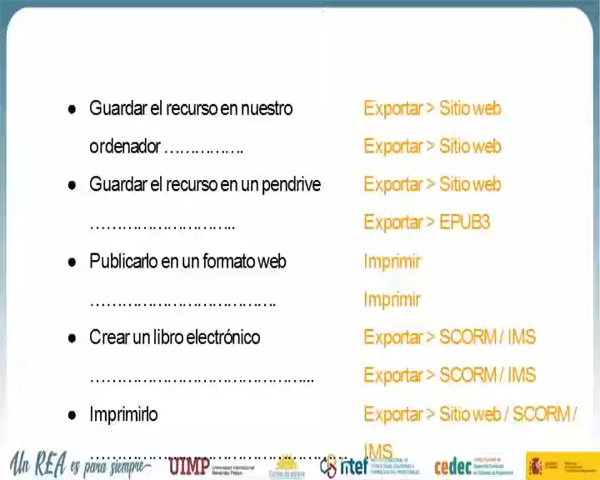 ● Guardar el recurso en nuestro
ordenador …………….
● Guardar el recurso en un pendrive
………………………..
● Publicarlo en un formato web
……………………………….
● Crear un libro electrónico
……………………………………...
● Imprimirlo
…………………………………………….
Exportar > Sitio web
Exportar > Sitio web
Exportar > Sitio web
Exportar > EPUB3
Imprimir
Imprimir
Exportar > SCORM / IMS
Exportar > SCORM / IMS
Exportar > Sitio web / SCORM /
IMS
Un REA es para siempre
UIMP
intef
cedec